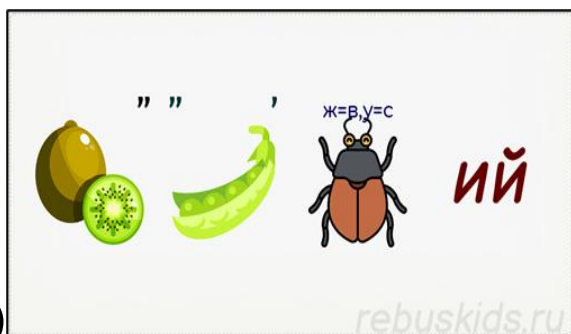 „ „ ’
ж=в,у=с
ий
rebuskids.ru
)